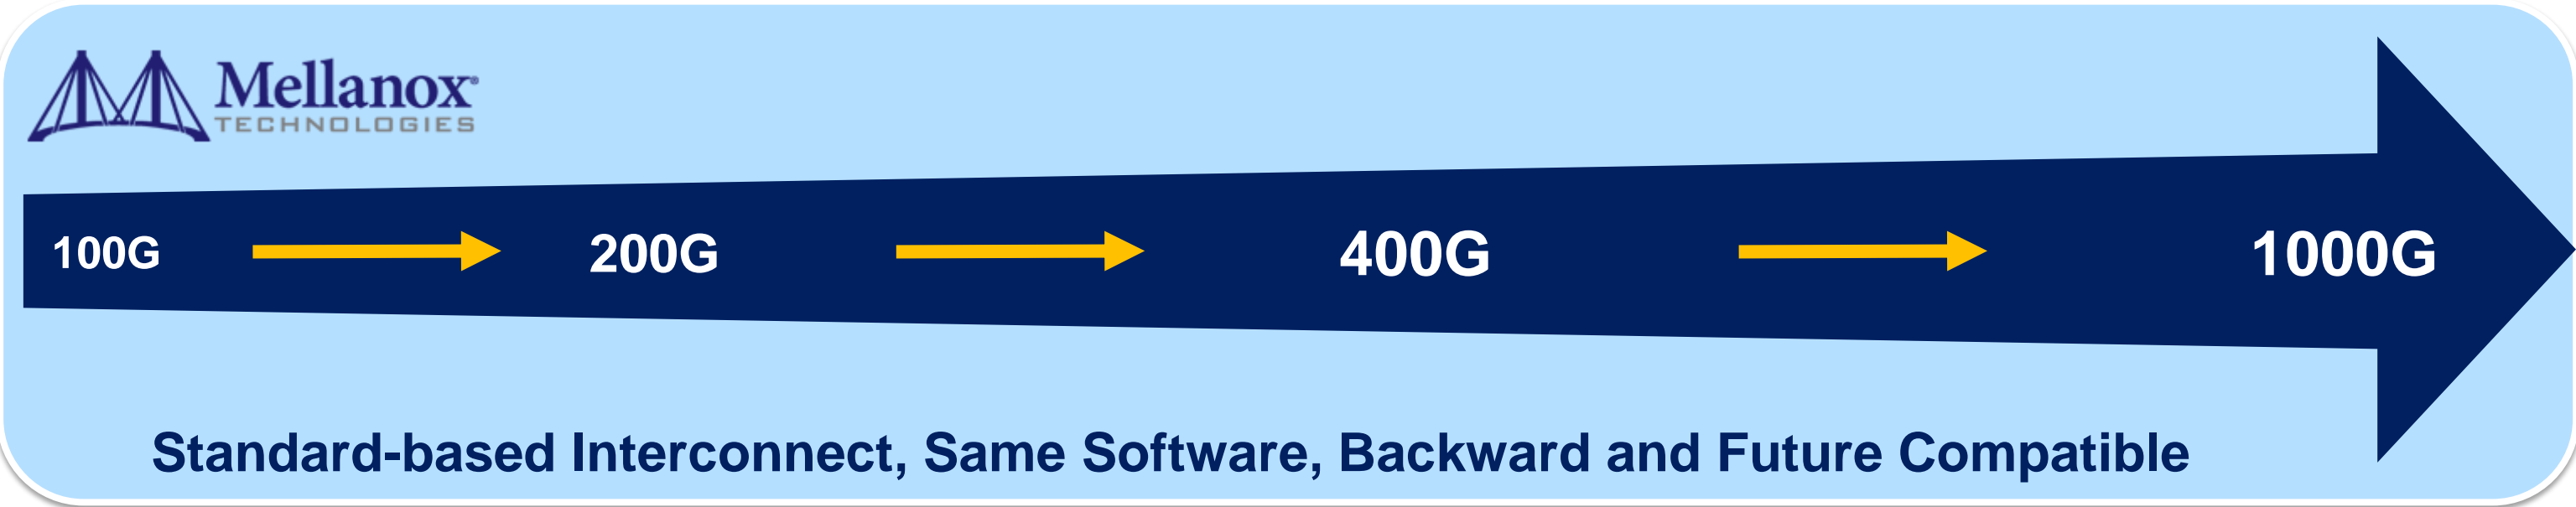 Mellanox®
TECHNOLOGIES
100G 200G 400G 1000G
Standard-based Interconnect, Same Software, Backward and Future Compatible